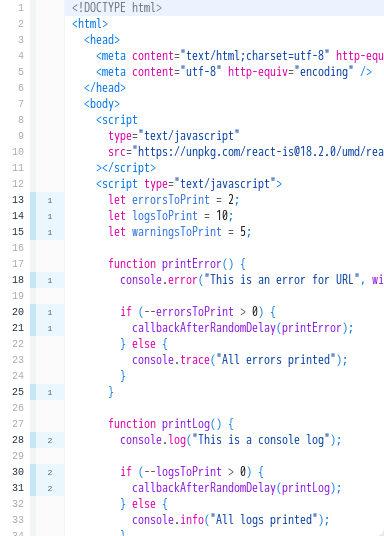 1 <!DOCTYPE html>
2 <html>
3 <head>
4 <meta content="text/html;charset=utf-8" http-equ
5 <meta content="utf-8" http-equiv="encoding" />
6 </head>
7 <body>
8 <script
9 type="text/javascript"
10 src="https://unpkg.com/react-is@18.2.0/umd/rea
11 ></script>
12 <script type="text/javascript">
13 1 let errorsToPrint = 2;
14 1 let logsToPrint = 10;
15 1 let warningsToPrint = 5;
16
17 function printError() {
18 1 console.error("This is an error for URL", wi
19
20 1 if (--errorsToPrint > 0) {
21 1 callbackAfterRandomDelay(printError);
22 } else {
23 console.trace("All errors printed");
24 }
25 1 }
26
27 function printLog() {
28 2 console.log("This is a console log");
29
30 2 if (--logsToPrint > 0) {
31 2 callbackAfterRandomDelay(printLog);
32 } else {
33 console.info("All logs printed");
34 }